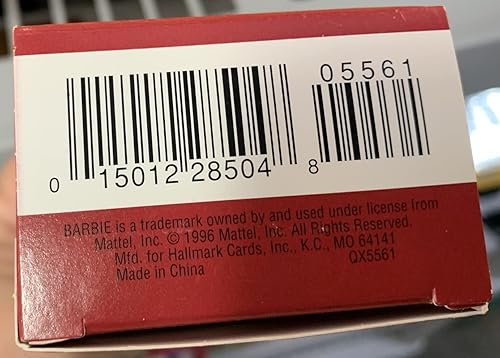 05561
0 15012 28504 8
BARBIE is a trademark owned by and used under license from
Mattel, Inc. © 1996 Mattel, Inc. All Rights Reserved.
Mfd. for Hallmark Cards, Inc., K.C., MO 64141
Made in China QX5561